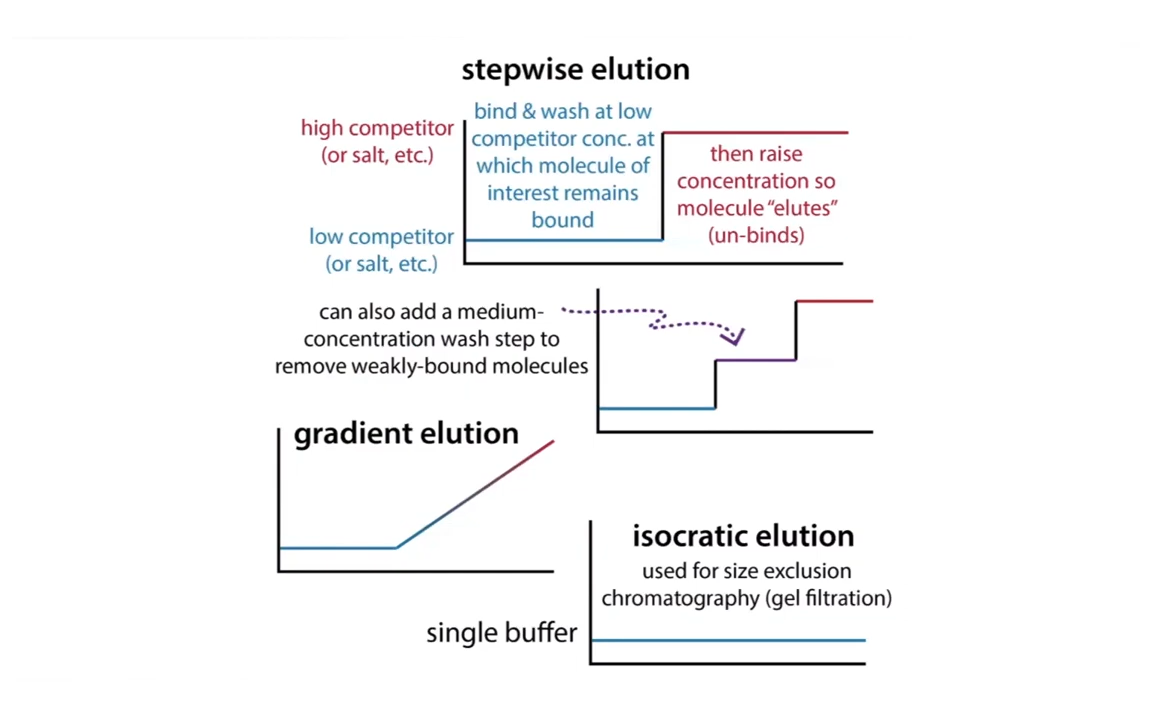 stepwise elution
high competitor
(or salt, etc.)
bind & wash at low
competitor conc. at
which molecule of
interest remains
bound
then raise
concentration so
molecule “elutes”
(un-binds)
low competitor
(or salt, etc.)
can also add a medium-
concentration wash step to
remove weakly-bound molecules
gradient elution
isocratic elution
used for size exclusion
chromatography (gel filtration)
single buffer